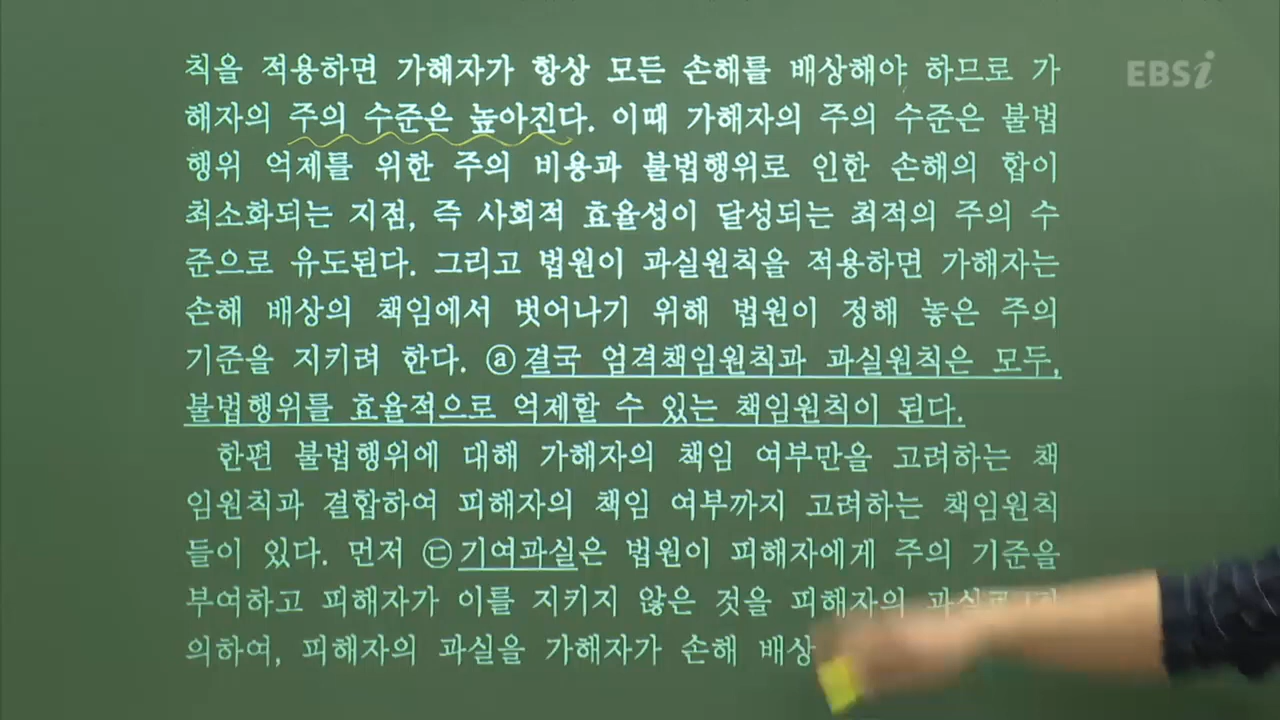 EBSi
칙을 적용하면 가해자가 항상 모든 손해를 배상해야 하므로 가
해자의 주의 수준은 높아진다. 이때 가해자의 주의 수준은 불법
행위 억제를 위한 주의 비용과 불법행위로 인한 손해의 합이
최소화되는 지점, 즉 사회적 효율성이 달성되는 최적의 주의 수
준으로 유도된다. 그리고 법원이 과실원칙을 적용하면 가해자는
손해 배상의 책임에서 벗어나기 위해 법원이 정해 놓은 주의
기준을 지키려 한다. ⓐ결국 엄격책임원칙과 과실원칙은 모두,
불법행위를 효율적으로 억제할 수 있는 책임원칙이 된다.
한편 불법행위에 대해 가해자의 책임 여부만을 고려하는 책
임원칙과 결합하여 피해자의 책임 여부까지 고려하는 책임원칙
들이 있다. 먼저 ㉢기여과실은 법원이 피해자에게 주의 기준을
부여하고 피해자가 이를 지키지 않은 것을 피해자의
의하여, 피해자의 과실을 가해자가 손해 배상